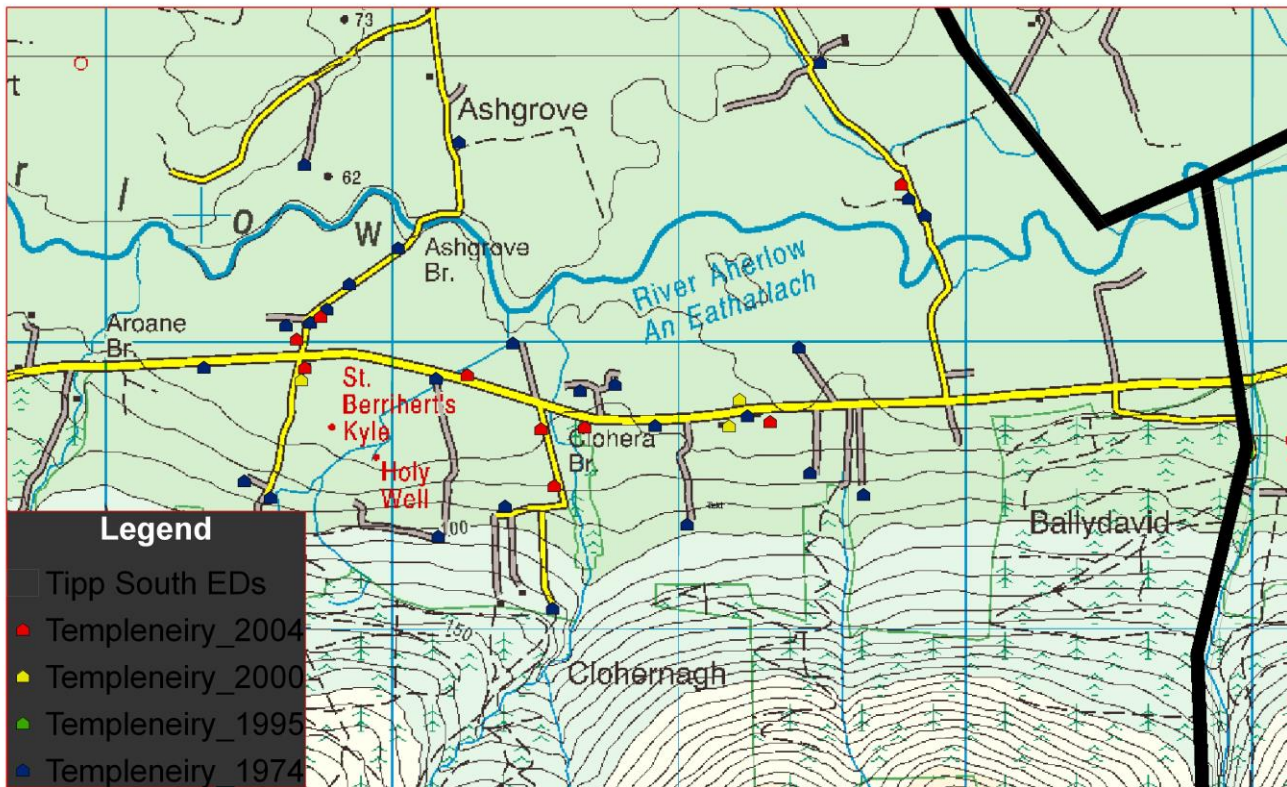 73
rt
Ashgrove
62
r
l
o
w
Ashgrove
Br.
River Aherlow
An Eatharlach
Aroane
Br.
St.
Berrihert's
Kyle
Holy
Well
Clohera
Br.
100
Ballydavid
150
Clohernagh
Legend
Tipp South EDs
Templeneiry_2004
Templeneiry_2000
Templeneiry_1995
Templeneiry_1974